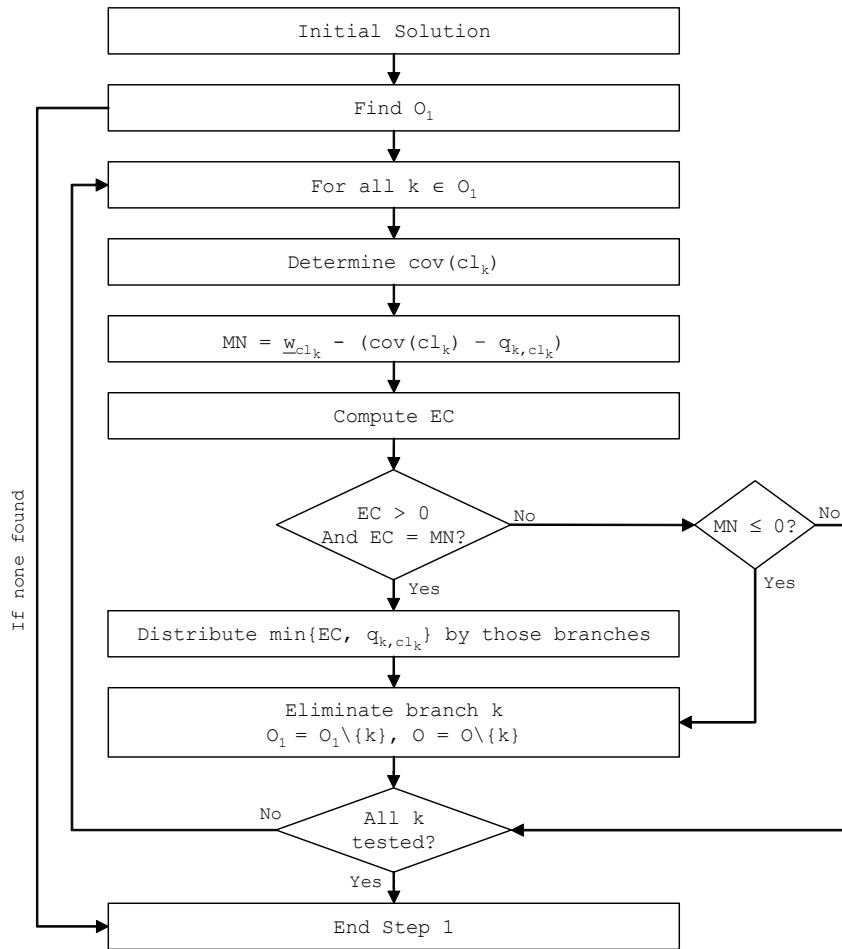 Initial Solution
Find O₁
For all k ∈ O₁
Determine cov(clₖ)
MN = w̲_clₖ - (cov(clₖ) – qₖ,clₖ)
Compute EC
EC > 0
And EC = MN?
No
MN ≤ 0?
No
Yes
Yes
If none found
Distribute min{EC, qₖ,clₖ} by those branches
Eliminate branch k
O₁ = O₁\{k}, O = O\{k}
No
All k
tested?
Yes
End Step 1